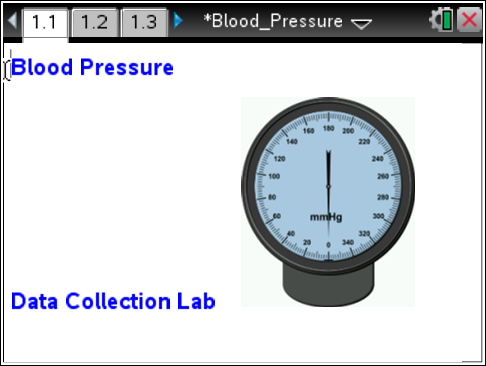 1.1 1.2 1.3 *Blood_Pressure
Blood Pressure
180
160 200
140 220
120 240
100 260
80 280
60 300
mmHg
40 320
20 340
0
Data Collection Lab